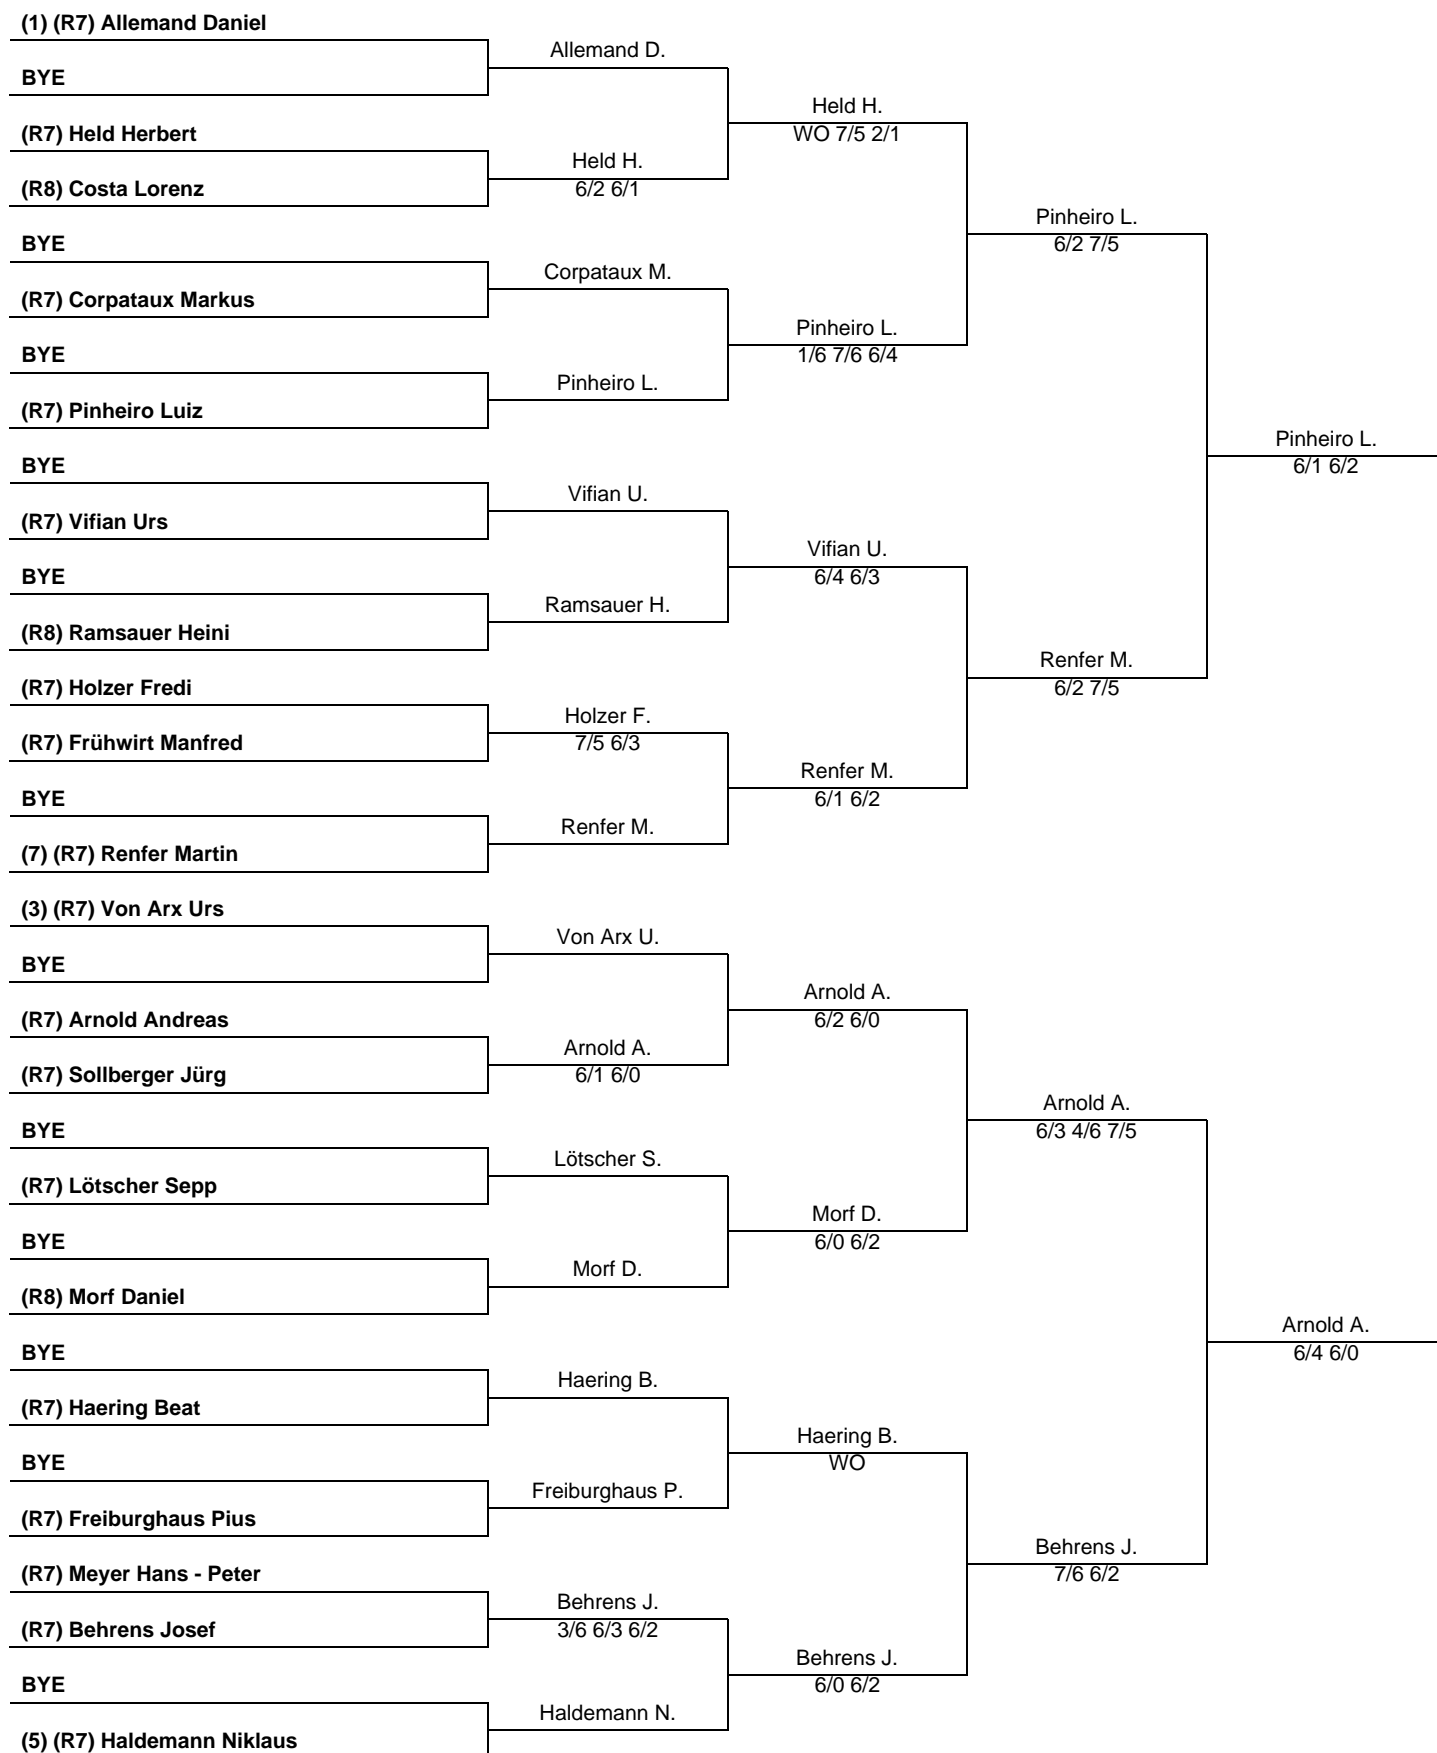 (1) (R7) Allemand Daniel
Allemand D.
BYE
Held H.
(R7) Held Herbert
WO 7/5 2/1
Held H.
(R8) Costa Lorenz
6/2 6/1
Pinheiro L.
BYE
6/2 7/5
Corpataux M.
(R7) Corpataux Markus
Pinheiro L.
BYE
1/6 7/6 6/4
Pinheiro L.
(R7) Pinheiro Luiz
Pinheiro L.
BYE
6/1 6/2
Vifian U.
(R7) Vifian Urs
Vifian U.
BYE
6/4 6/3
Ramsauer H.
(R8) Ramsauer Heini
Renfer M.
(R7) Holzer Fredi
6/2 7/5
Holzer F.
(R7) Frühwirt Manfred
7/5 6/3
Renfer M.
BYE
6/1 6/2
Renfer M.
(7) (R7) Renfer Martin
(3) (R7) Von Arx Urs
Von Arx U.
BYE
Arnold A.
(R7) Arnold Andreas
6/2 6/0
Arnold A.
(R7) Sollberger Jürg
6/1 6/0
Arnold A.
BYE
6/3 4/6 7/5
Lötscher S.
(R7) Lötscher Sepp
Morf D.
BYE
6/0 6/2
Morf D.
(R8) Morf Daniel
Arnold A.
BYE
6/4 6/0
Haering B.
(R7) Haering Beat
Haering B.
BYE
WO
Freiburghaus P.
(R7) Freiburghaus Pius
Behrens J.
(R7) Meyer Hans - Peter
7/6 6/2
Behrens J.
(R7) Behrens Josef
3/6 6/3 6/2
Behrens J.
BYE
6/0 6/2
Haldemann N.
(5) (R7) Haldemann Niklaus